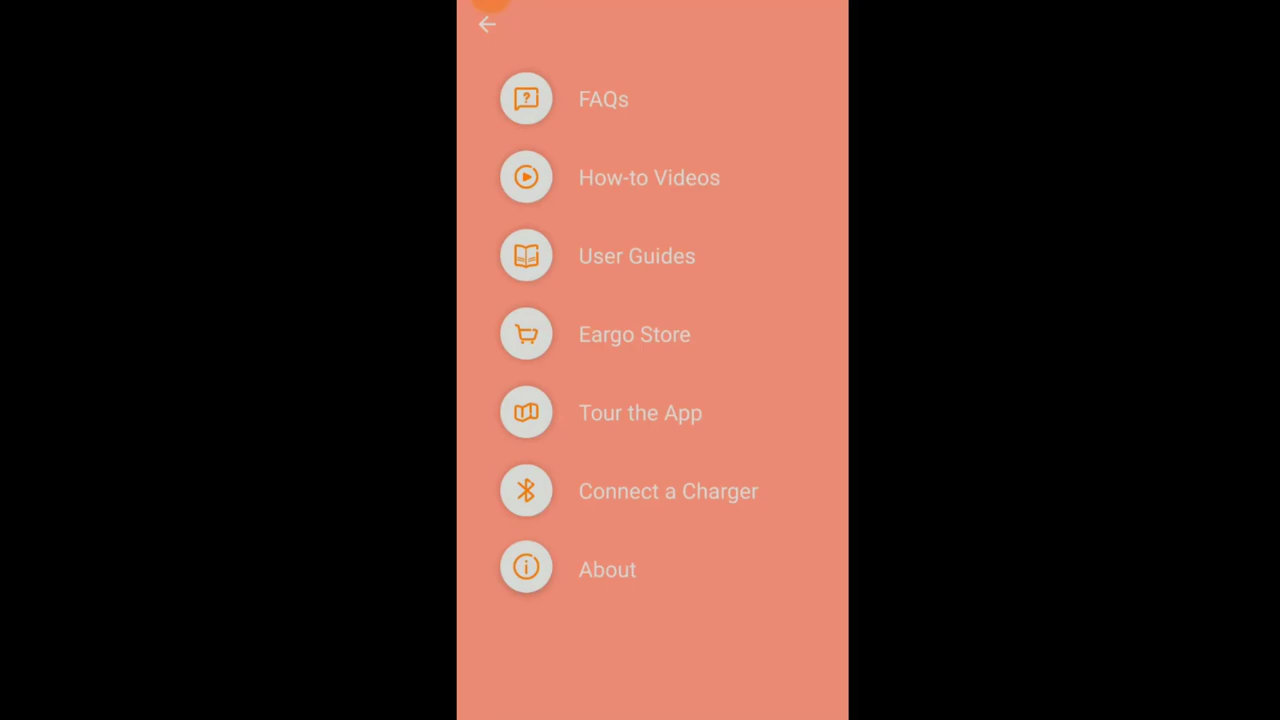 FAQs
How-to Videos
User Guides
Eargo Store
Tour the App
Connect a Charger
About